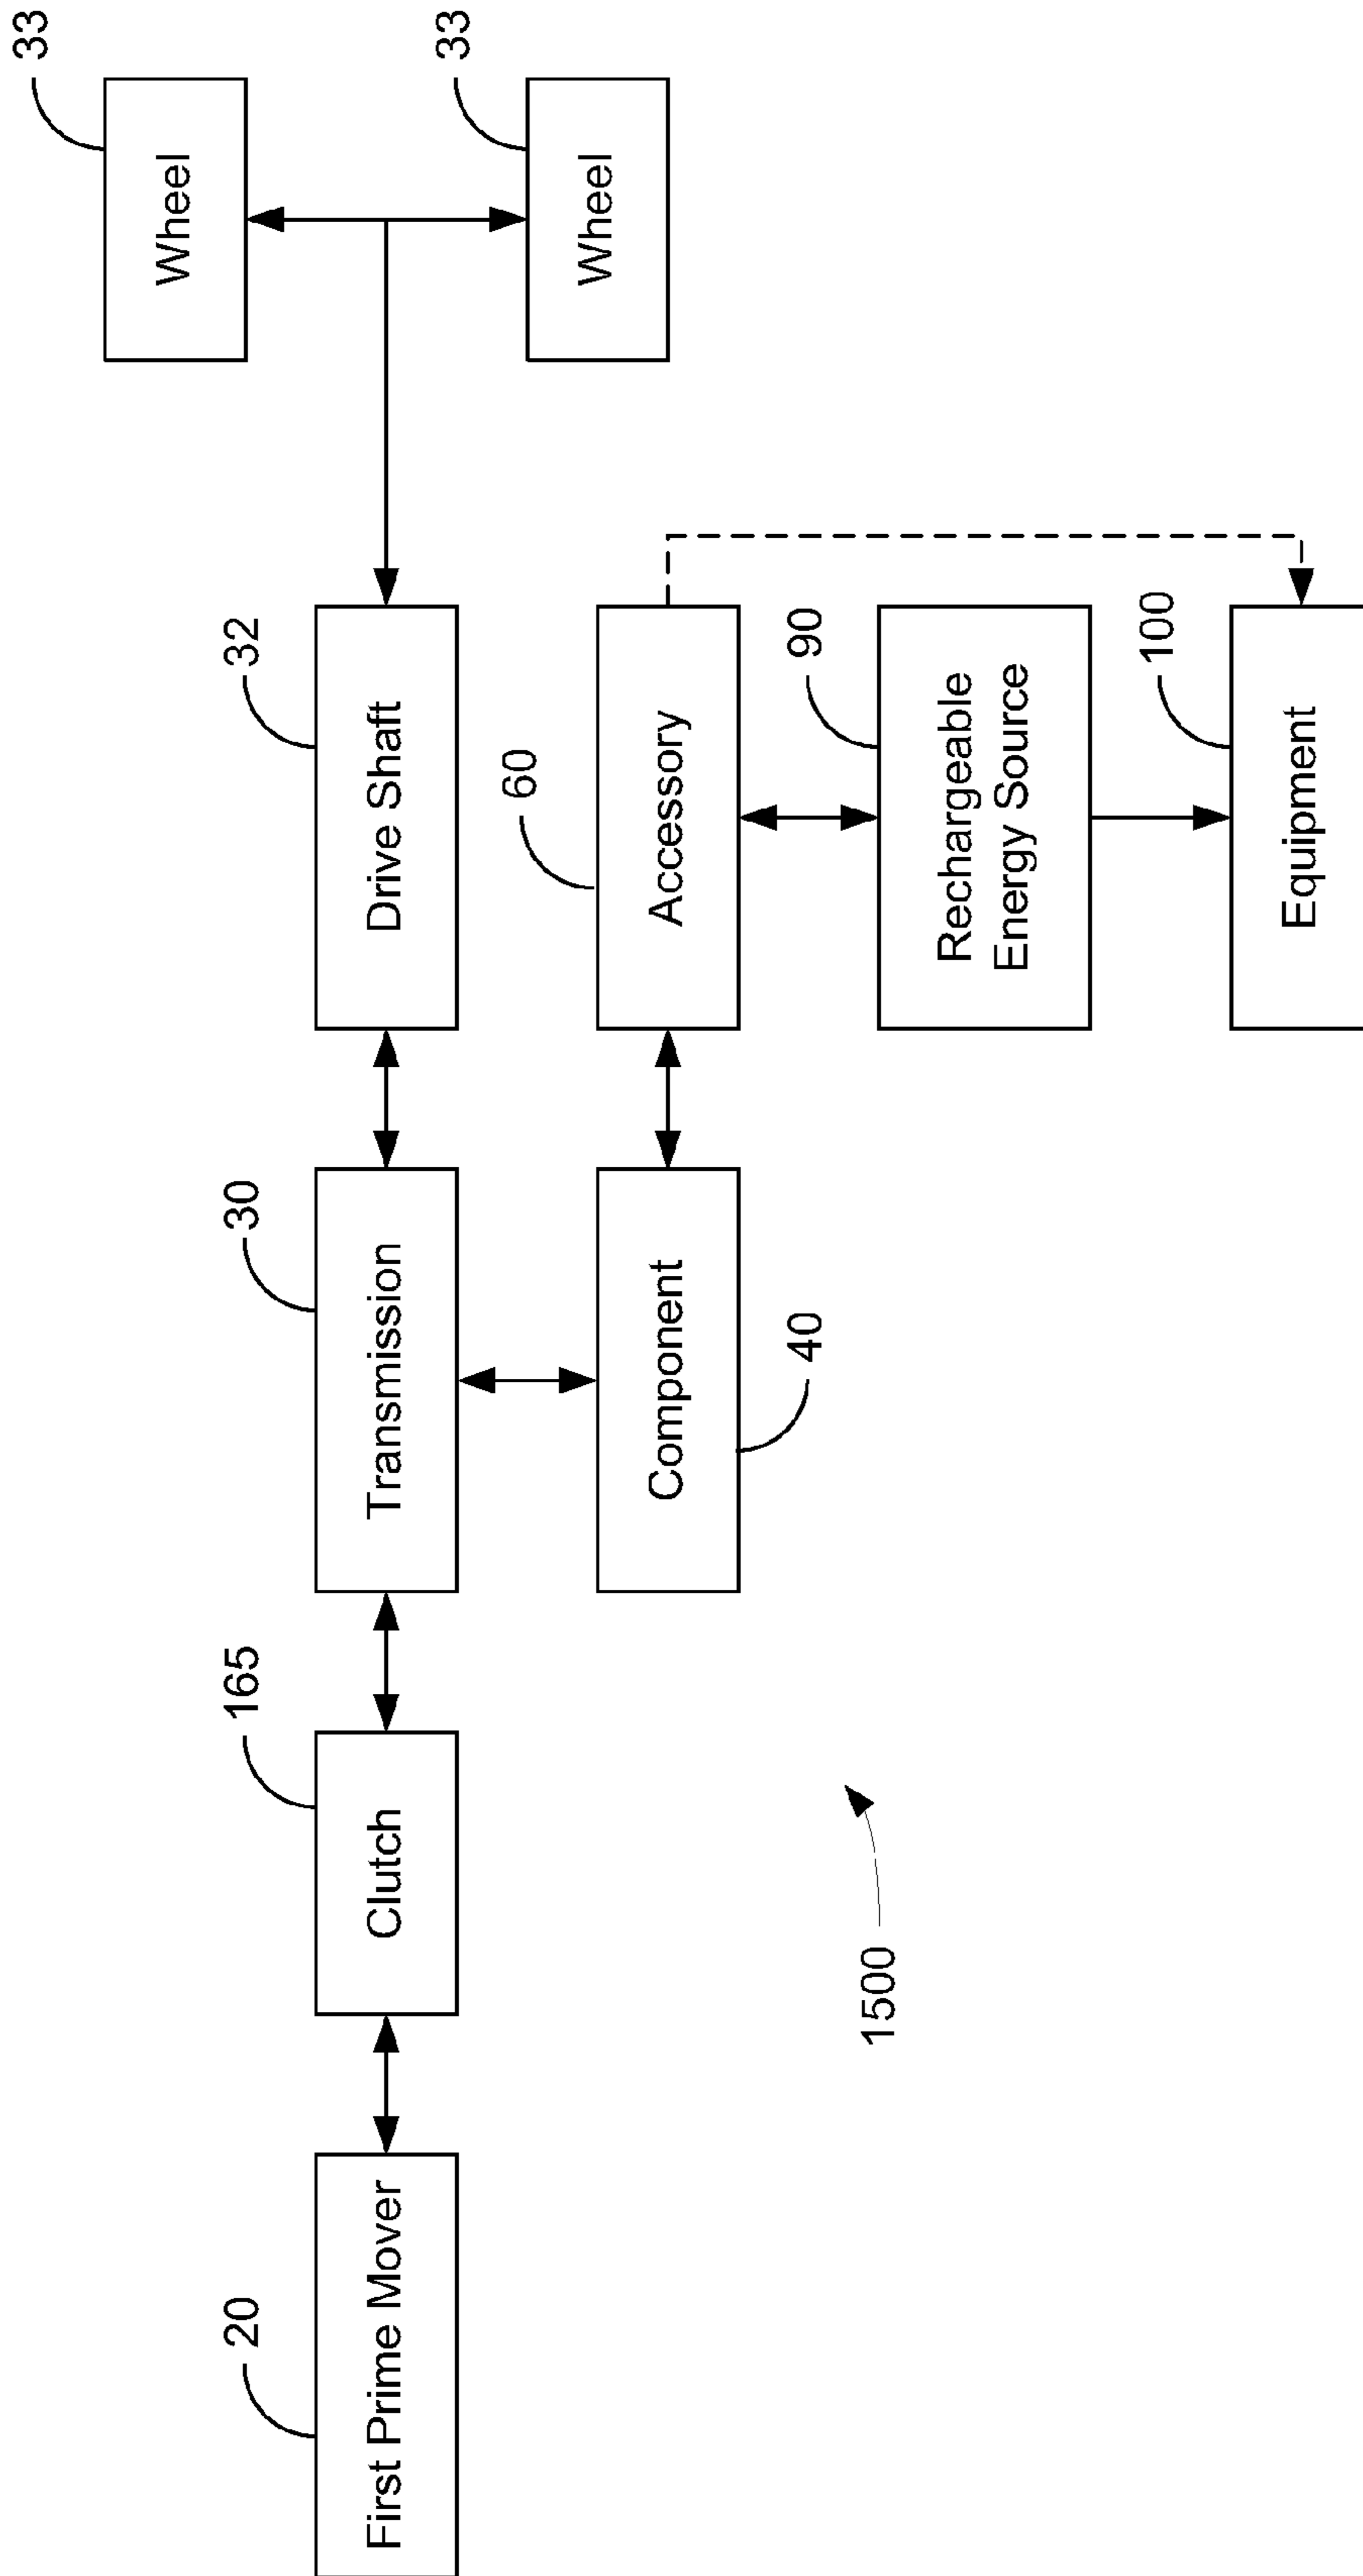 33
33
Wheel
Wheel
20
165
30
32
First Prime Mover
Clutch
Transmission
Drive Shaft
60
Component
Accessory
40
90
Rechargeable
Energy Source
1500
100
Equipment